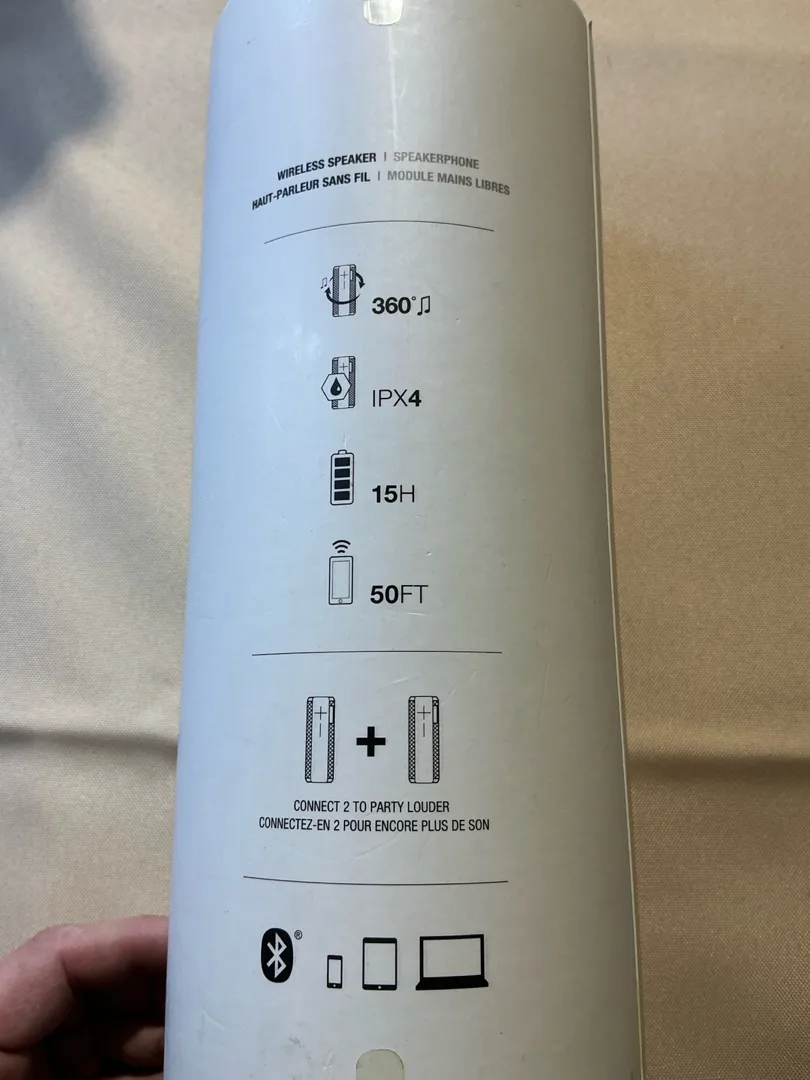 WIRELESS SPEAKER | SPEAKERPHONE
HAUT-PARLEUR SANS FIL | MODULE MAINS LIBRES
360°♫
IPX4
15H
50FT
CONNECT 2 TO PARTY LOUDER
CONNECTEZ-EN 2 POUR ENCORE PLUS DE SON
®